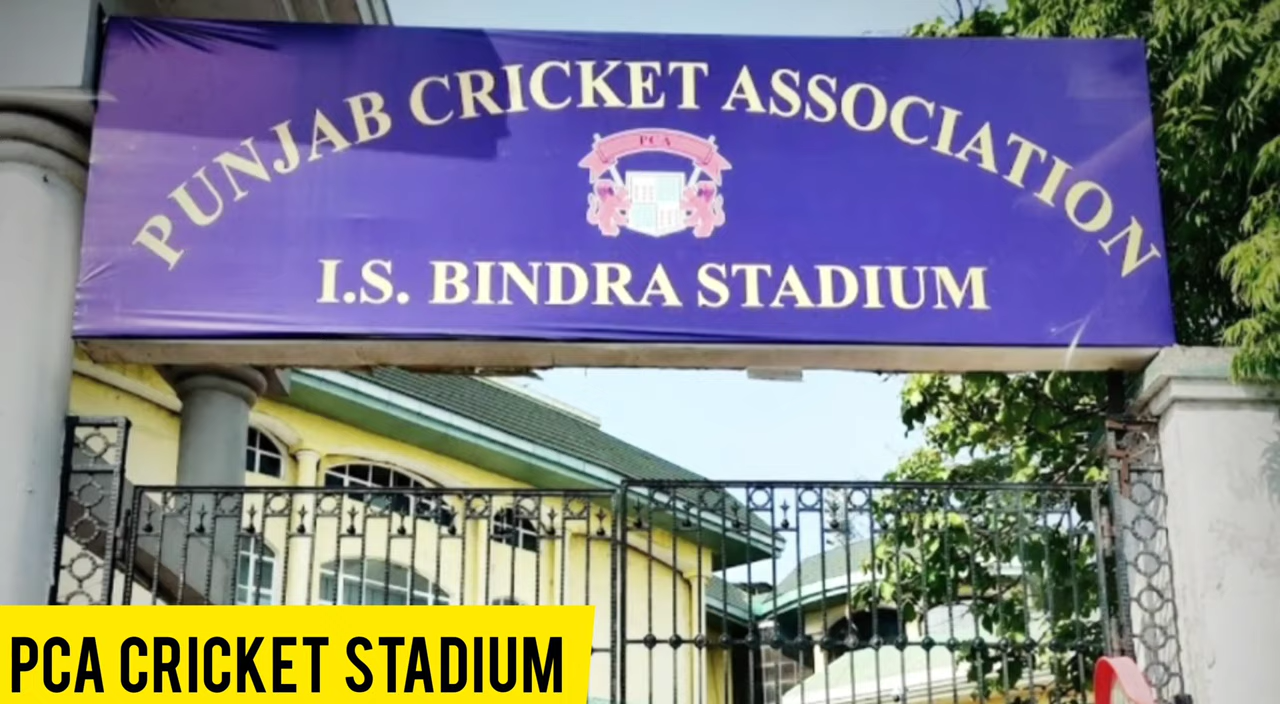 PUNJAB CRICKET ASSOCIATION
PCA
I.S. BINDRA STADIUM
PCA CRICKET STADIUM